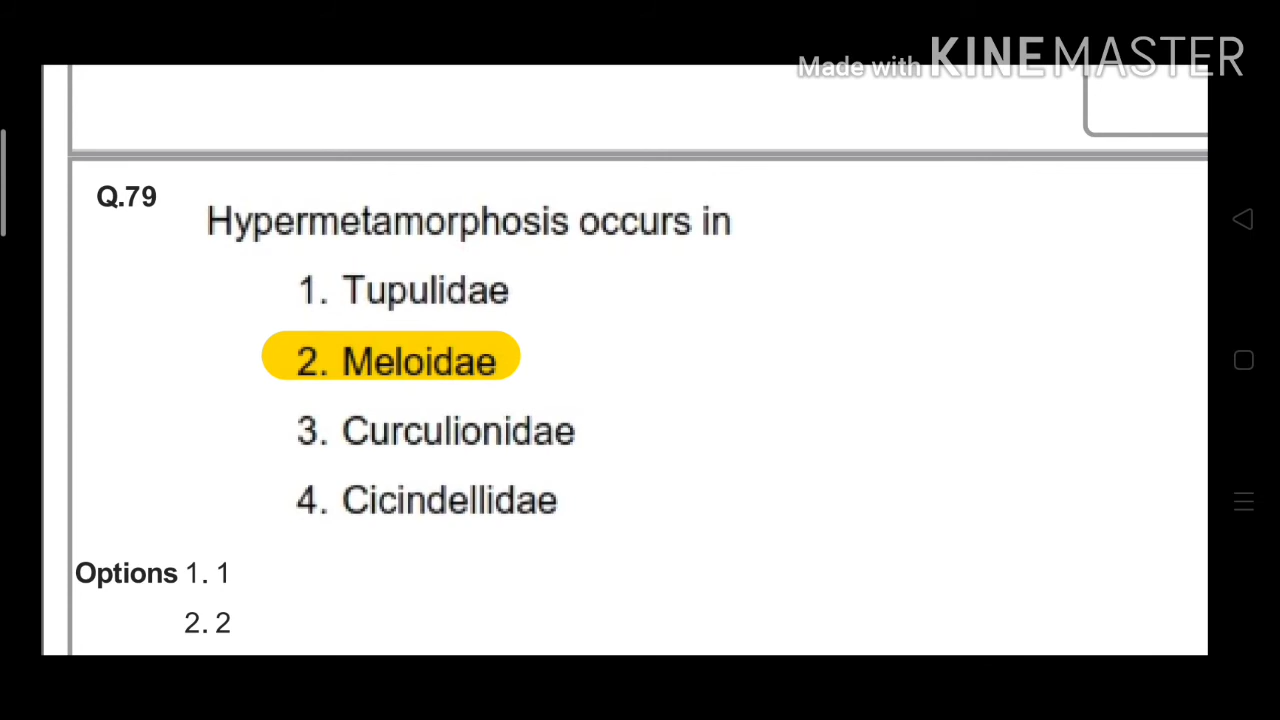 Made with KINEMASTER
Q.79
Hypermetamorphosis occurs in
1. Tupulidae
2. Meloidae
3. Curculionidae
4. Cicindellidae
Options 1. 1
2. 2